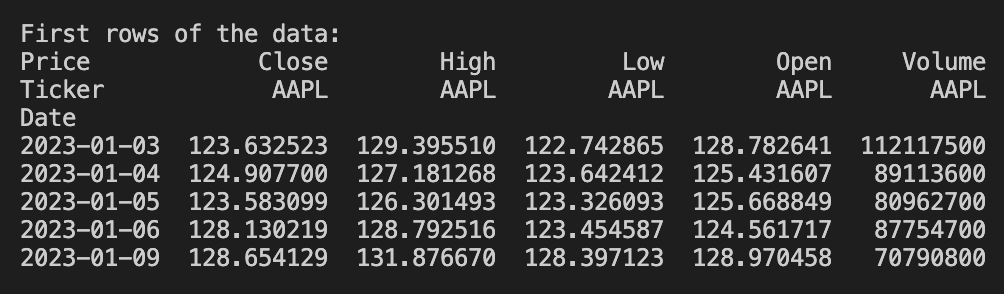 First rows of the data:
Price Close High Low Open Volume
Ticker AAPL AAPL AAPL AAPL AAPL
Date
2023-01-03 123.632523 129.395510 122.742865 128.782641 112117500
2023-01-04 124.907700 127.181268 123.642412 125.431607 89113600
2023-01-05 123.583099 126.301493 123.326093 125.668849 80962700
2023-01-06 128.130219 128.792516 123.454587 124.561717 87754700
2023-01-09 128.654129 131.876670 128.397123 128.970458 70790800